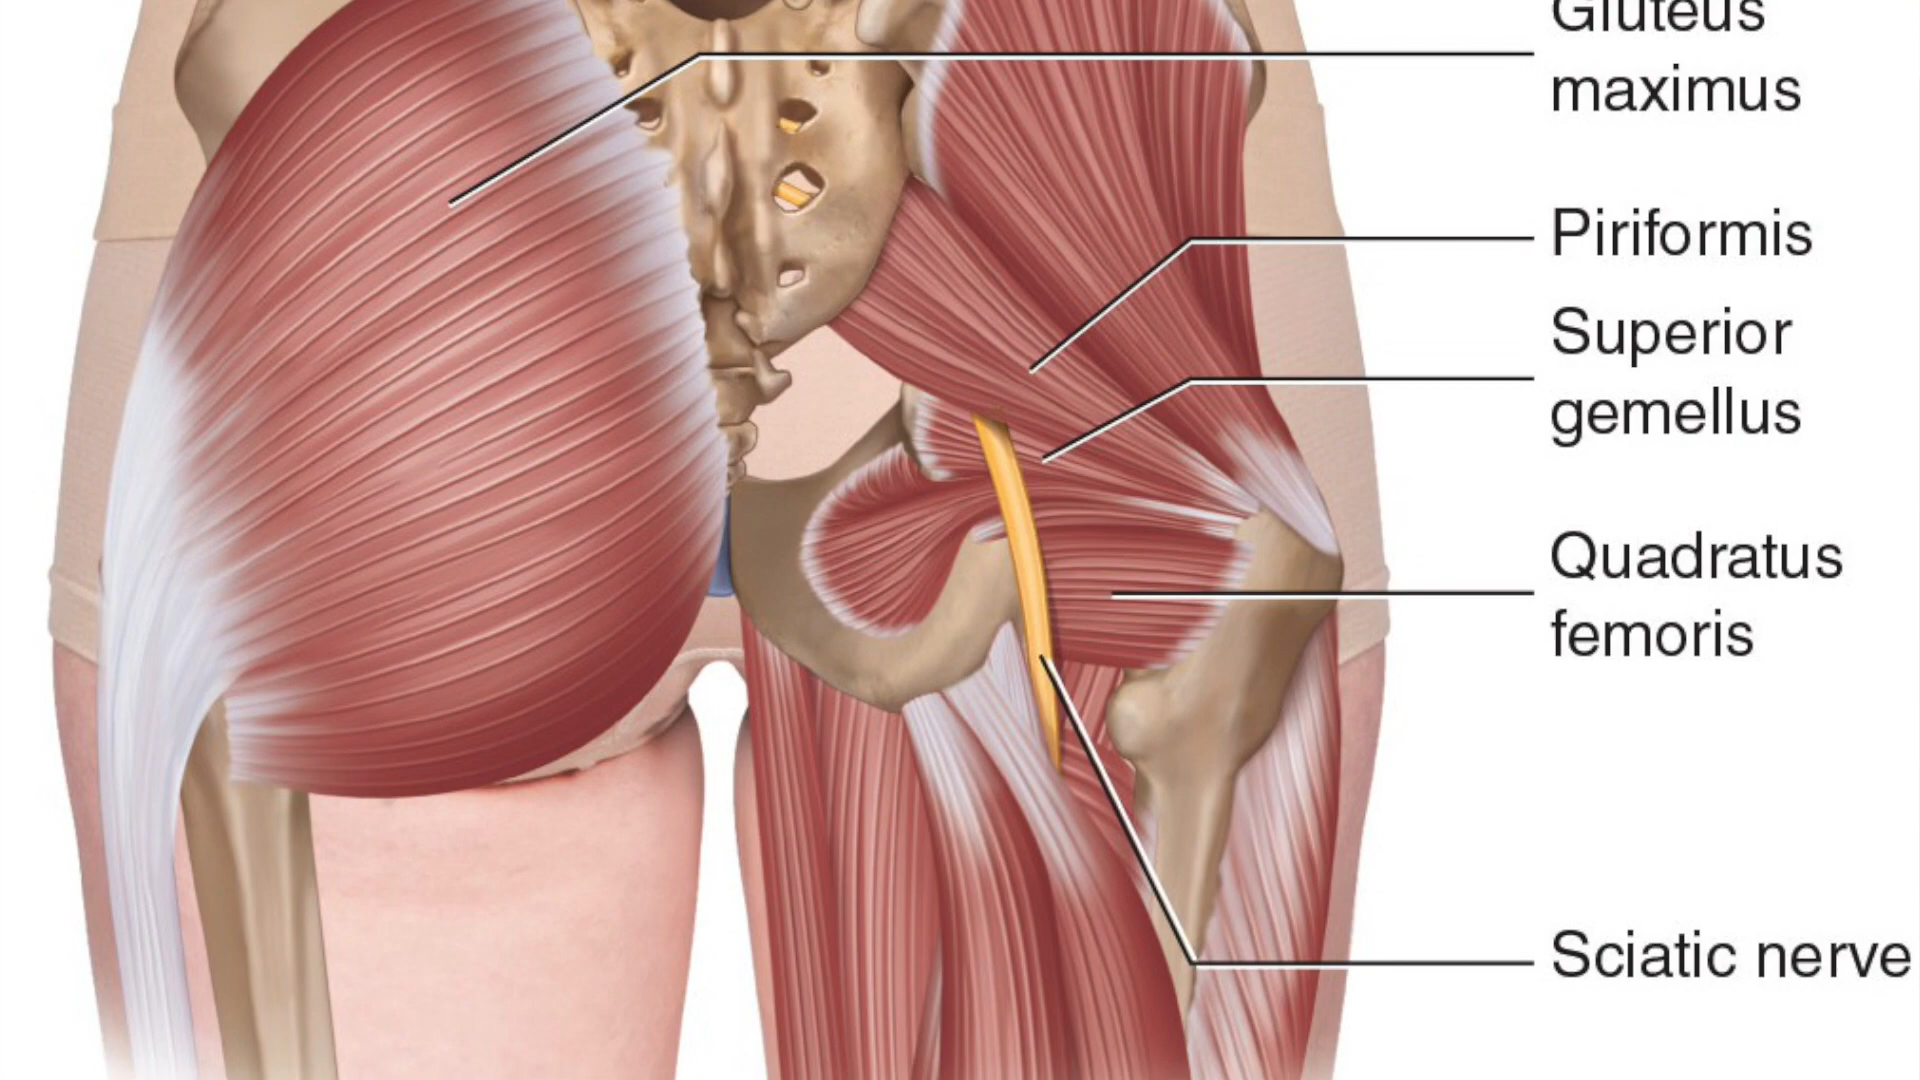 Gluteus
maximus
Piriformis
Superior
gemellus
Quadratus
femoris
Sciatic nerve